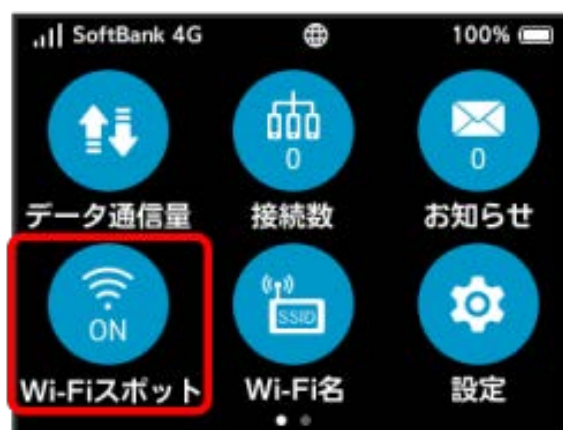 SoftBank 4G 100%
0 0
データ通信量 接続数 お知らせ
ON SSID
Wi-Fiスポット Wi-Fi名 設定